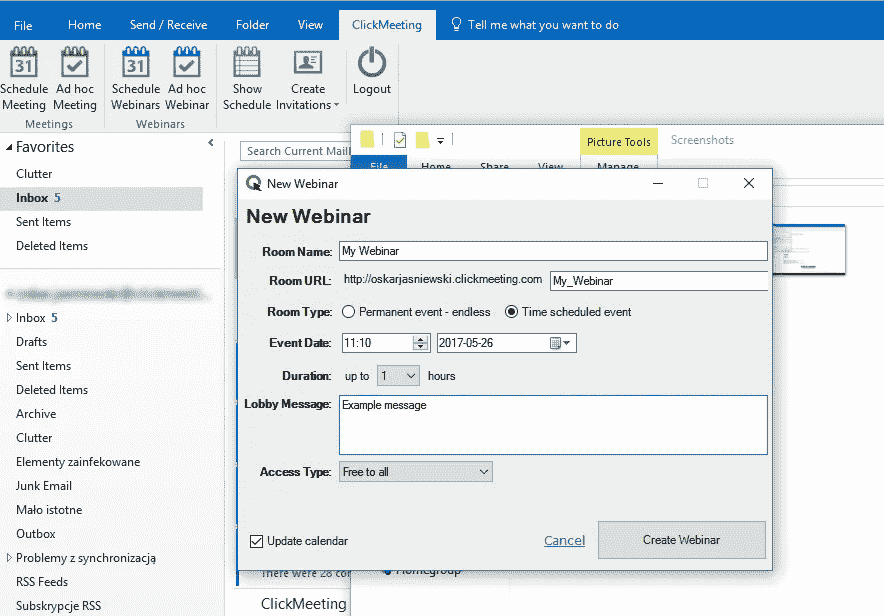 File Home Send / Receive Folder View ClickMeeting Tell me what you want to do
31 31
Schedule Meeting
Ad hoc Meeting
Schedule Webinars
Ad hoc Webinar
Show Schedule
Create Invitations
Logout
Meetings Webinars
Favorites
Clutter
Inbox 5
Sent Items
Deleted Items
Inbox 5
Drafts
Sent Items
Deleted Items
Archive
Clutter
Elementy zainfekowane
Junk Email
Mało istotne
Outbox
Problemy z synchronizacją
RSS Feeds
Subskrypcje RSS
Search Current Mail
Picture Tools Screenshots
File Home Share View Manage
New Webinar
New Webinar
Room Name: My Webinar
Room URL: http://oskarjasniewski.clickmeeting.com My_Webinar
Room Type: Permanent event - endless Time scheduled event
Event Date: 11:10 2017-05-26
Duration: up to 1 hours
Lobby Message: Example message
Access Type: Free to all
Update calendar Cancel Create Webinar
There were 28 Homegroup
ClickMeeting